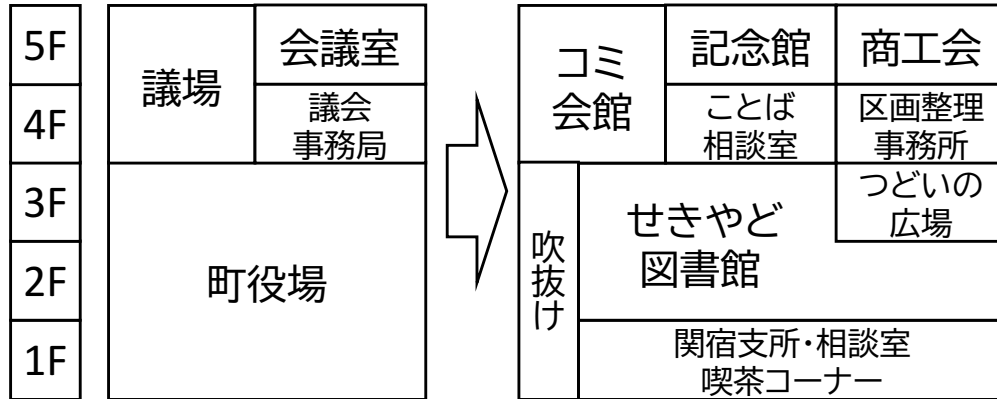 5F
4F
3F
2F
1F
議場
会議室
議会
事務局
町役場
コミ
会館
記念館
商工会
ことば
相談室
区画整理
事務所
吹抜け
せきやど
図書館
つどいの
広場
関宿支所・相談室
喫茶コーナー